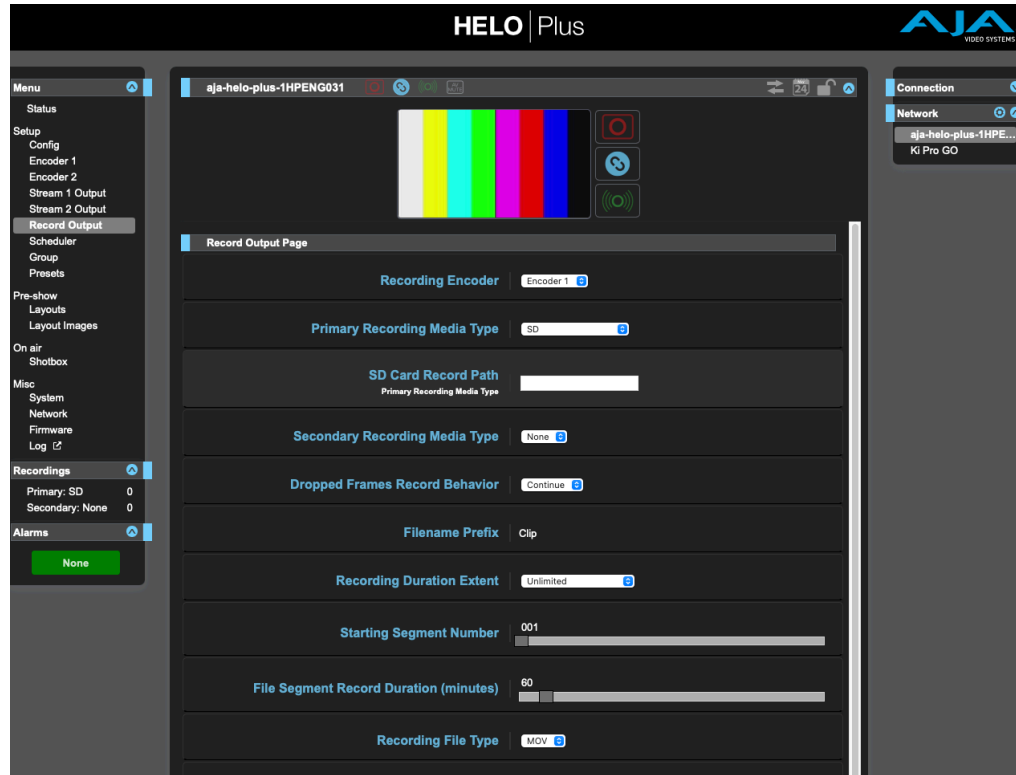 HELO | Plus
AJA
VIDEO SYSTEMS
Menu
Status
Setup
Config
Encoder 1
Encoder 2
Stream 1 Output
Stream 2 Output
Record Output
Scheduler
Group
Presets
Pre-show
Layouts
Layout Images
On air
Shotbox
Misc
System
Network
Firmware
Log
Recordings
Primary: SD 0
Secondary: None 0
Alarms
None
aja-helo-plus-1HPENG031
AV
MUTE
24
Record Output Page
Recording Encoder Encoder 1
Primary Recording Media Type SD
SD Card Record Path
Primary Recording Media Type
Secondary Recording Media Type None
Dropped Frames Record Behavior Continue
Filename Prefix Clip
Recording Duration Extent Unlimited
Starting Segment Number 001
File Segment Record Duration (minutes) 60
Recording File Type MOV
Connection
Network
aja-helo-plus-1HPE...
Ki Pro GO